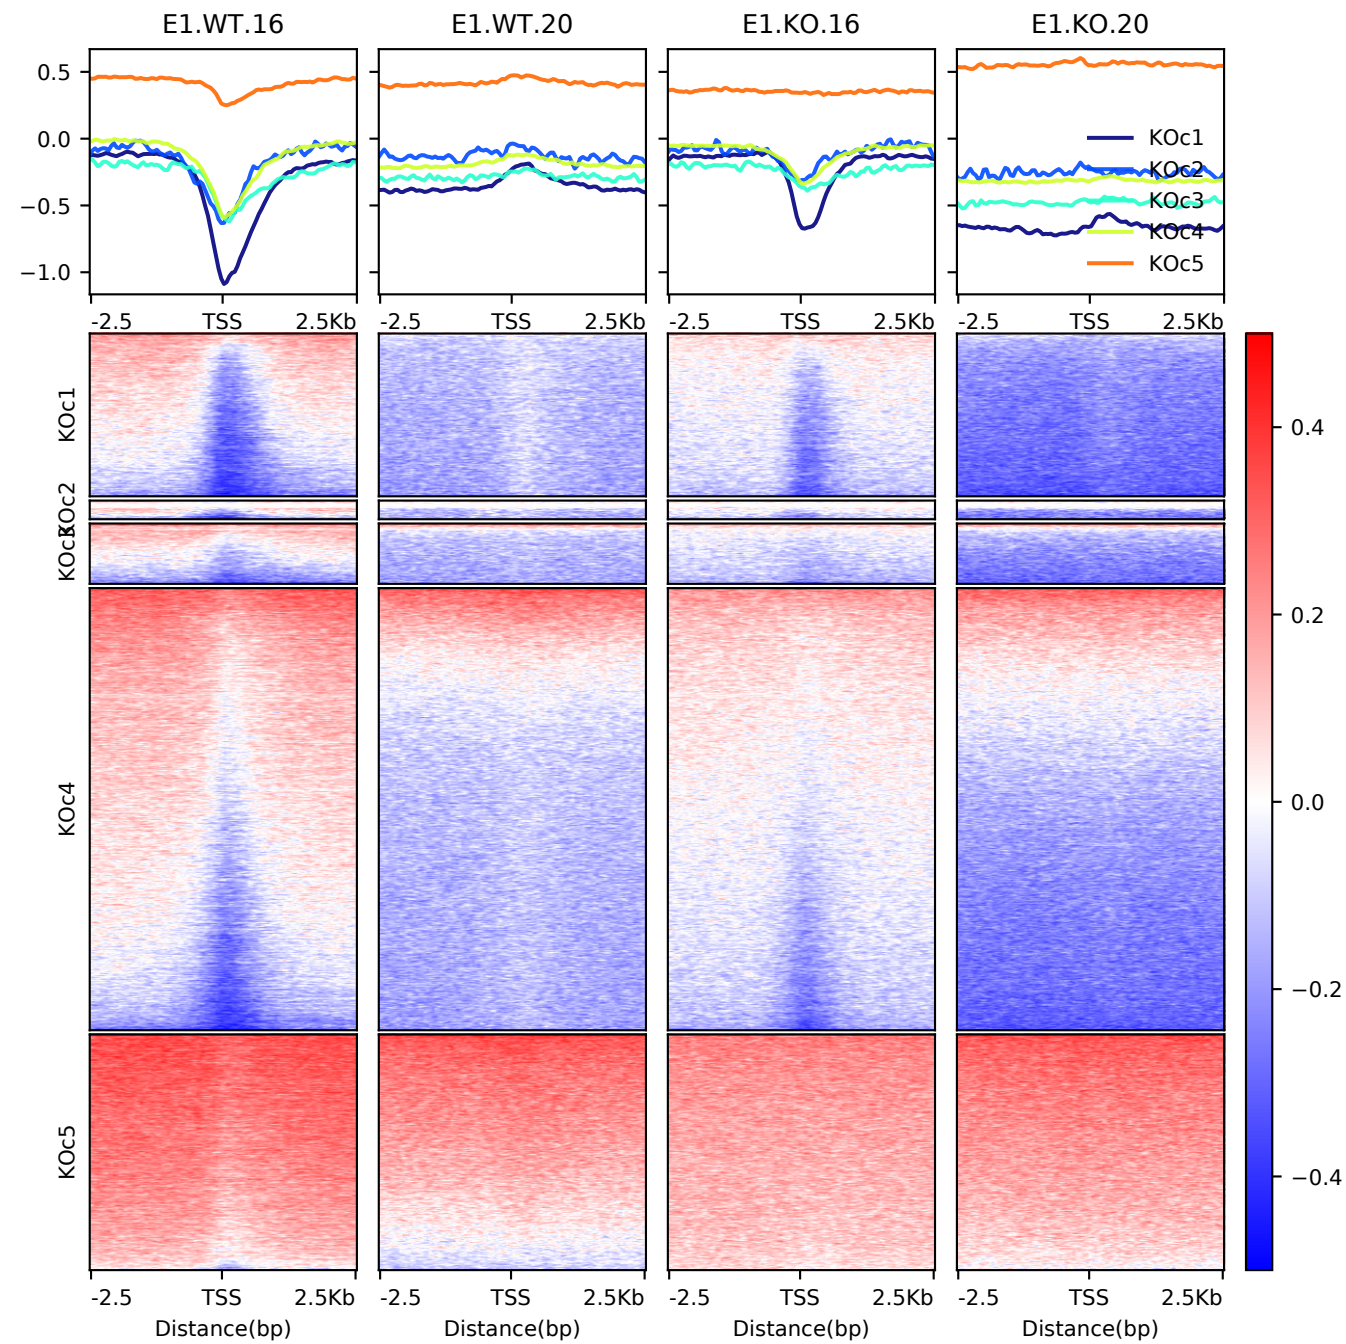 E1.WT.16 E1.WT.20 E1.KO.16 E1.KO.20
0.5
0.0
−0.5
−1.0
KOc1
KOc2
KOc3
KOc4
KOc5
-2.5 TSS 2.5Kb -2.5 TSS 2.5Kb -2.5 TSS 2.5Kb -2.5 TSS 2.5Kb
KOc1
KOc2
KOc3
KOc4
KOc5
0.4
0.2
0.0
−0.2
−0.4
-2.5 TSS 2.5Kb -2.5 TSS 2.5Kb -2.5 TSS 2.5Kb -2.5 TSS 2.5Kb
Distance(bp) Distance(bp) Distance(bp) Distance(bp)